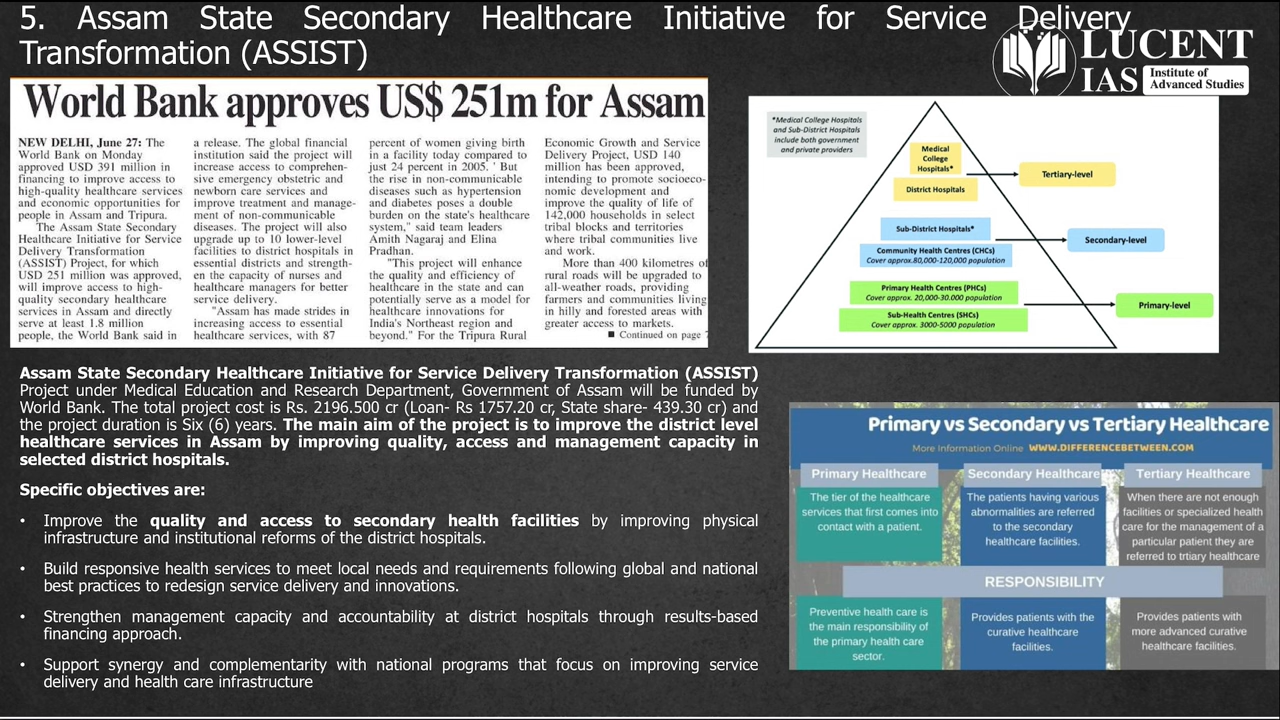 5. Assam State Secondary Healthcare Initiative for Service Delivery
Transformation (ASSIST)
LUCENT
IAS
Institute of
Advanced Studies
World Bank approves US$ 251m for Assam
NEW DELHI, June 27: The
World Bank on Monday
approved USD 391 million in
financing to improve access to
high-quality healthcare services
and economic opportunities for
people in Assam and Tripura.
The Assam State Secondary
Healthcare Initiative for Service
Delivery Transformation
(ASSIST) Project, for which
USD 251 million was approved,
will improve access to high-
quality secondary healthcare
services in Assam and directly
serve at least 1.8 million
people, the World Bank said in
a release. The global financial
institution said the project will
increase access to comprehen-
sive emergency obstetric and
newborn care services and
improve treatment and manage-
ment of non-communicable
diseases. The project will also
upgrade up to 10 lower-level
facilities to district hospitals in
essential districts and strength-
en the capacity of nurses and
healthcare managers for better
service delivery.
"Assam has made strides in
increasing access to essential
healthcare services, with 87
percent of women giving birth
in a facility today compared to
just 24 percent in 2005. ' But
the rise in non-communicable
diseases such as hypertension
and diabetes poses a double
burden on the state's healthcare
system," said team leaders
Amith Nagaraj and Elina
Pradhan.
"This project will enhance
the quality and efficiency of
healthcare in the state and can
potentially serve as a model for
healthcare innovations for
India's Northeast region and
beyond." For the Tripura Rural
Economic Growth and Service
Delivery Project, USD 140
million has been approved,
intending to promote socioeco-
nomic development and
improve the quality of life of
142,000 households in select
tribal blocks and territories
where tribal communities live
and work.
More than 400 kilometres of
rural roads will be upgraded to
all-weather roads, providing
farmers and communities living
in hilly and forested areas with
greater access to markets.
■ Continued on page 7
*Medical College Hospitals
and Sub-District Hospitals
include both government
and private providers
Medical
College
Hospitals*
Tertiary-level
District Hospitals
Sub-District Hospitals*
Secondary-level
Community Health Centres (CHCs)
Cover approx.80,000-120,000 population
Primary Health Centres (PHCs)
Cover approx. 20,000-30.000 population
Primary-level
Sub-Health Centres (SHCs)
Cover approx. 3000-5000 population
Assam State Secondary Healthcare Initiative for Service Delivery Transformation (ASSIST)
Project under Medical Education and Research Department, Government of Assam will be funded by
World Bank. The total project cost is Rs. 2196.500 cr (Loan- Rs 1757.20 cr, State share- 439.30 cr) and
the project duration is Six (6) years. The main aim of the project is to improve the district level
healthcare services in Assam by improving quality, access and management capacity in
selected district hospitals.
Specific objectives are:
• Improve the quality and access to secondary health facilities by improving physical
infrastructure and institutional reforms of the district hospitals.
• Build responsive health services to meet local needs and requirements following global and national
best practices to redesign service delivery and innovations.
• Strengthen management capacity and accountability at district hospitals through results-based
financing approach.
• Support synergy and complementarity with national programs that focus on improving service
delivery and health care infrastructure
Primary vs Secondary vs Tertiary Healthcare
More Information Online WWW.DIFFERENCEBETWEEN.COM
Primary Healthcare
The tier of the healthcare
services that first comes into
contact with a patient.
Secondary Healthcare
The patients having various
abnormalities are referred
to the secondary
healthcare facilities.
Tertiary Healthcare
When there are not enough
facilities or specialized health
care for the management of a
particular patient they are
referred to trtiary healthcare
RESPONSIBILITY
Preventive health care is
the main responsibility of
the primary health care
sector.
Provides patients with the
curative healthcare
facilities.
Provides patients with
more advanced curative
healthcare facilities.